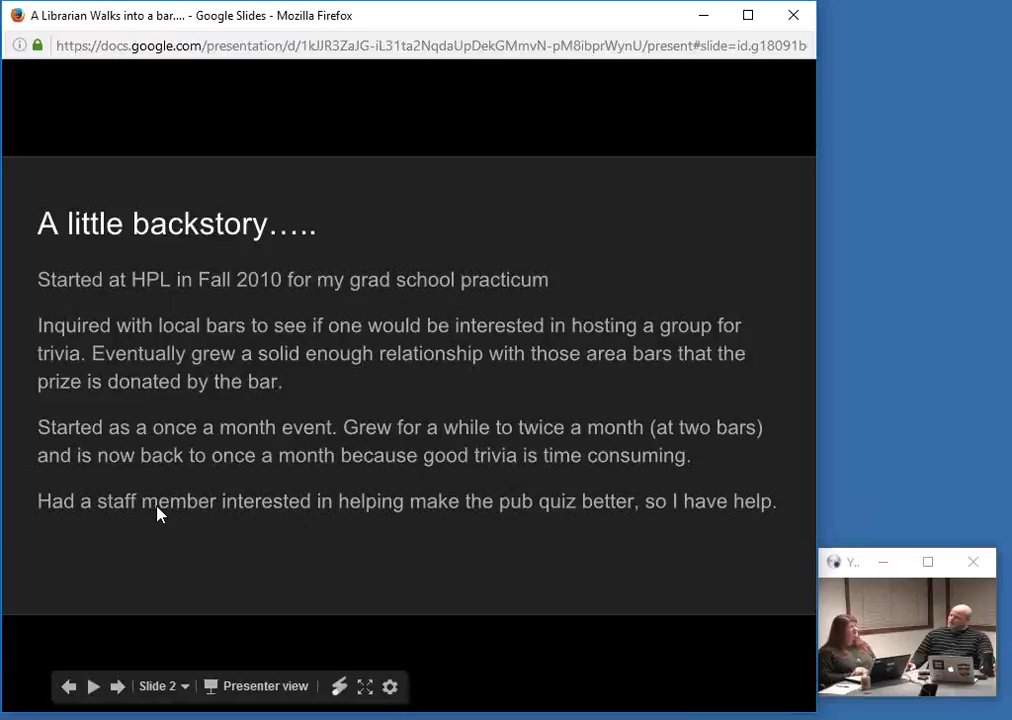 A Librarian Walks into a bar.... - Google Slides - Mozilla Firefox
https://docs.google.com/presentation/d/1kJJR3ZaJG-iL31ta2NqdaUpDekGMmvN-pM8ibprWynU/present#slide=id.g18091b
A little backstory…..
Started at HPL in Fall 2010 for my grad school practicum
Inquired with local bars to see if one would be interested in hosting a group for
trivia. Eventually grew a solid enough relationship with those area bars that the
prize is donated by the bar.
Started as a once a month event. Grew for a while to twice a month (at two bars)
and is now back to once a month because good trivia is time consuming.
Had a staff member interested in helping make the pub quiz better, so I have help.
Y..
Slide 2
Presenter view